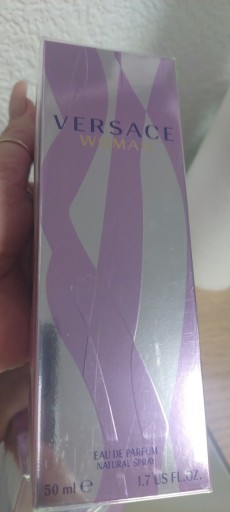 VERSACE
WOMAN
EAU DE PARFUM
NATURAL SPRAY
50 ml ℮ 1.7 US FL.OZ.